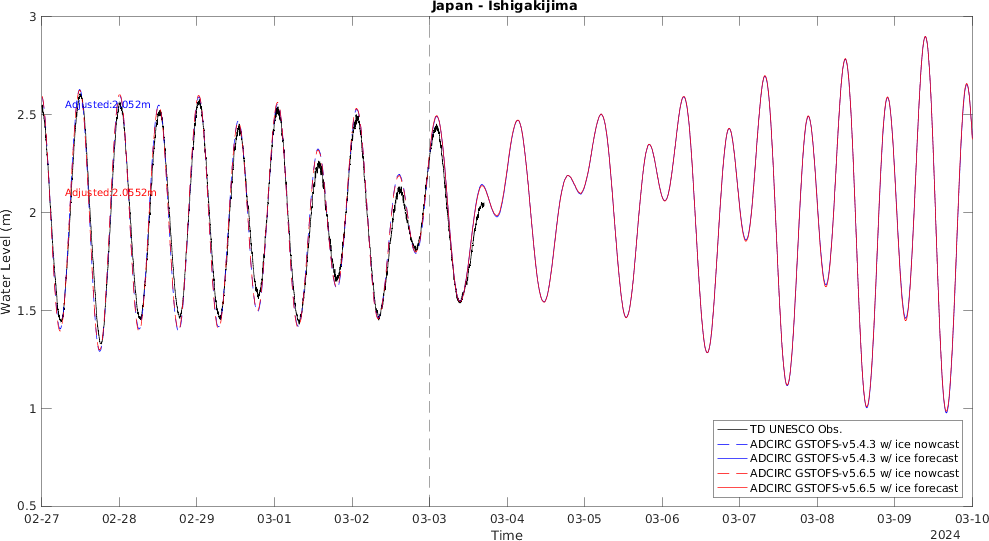 Japan - Ishigakijima
Water Level (m)
3
2.5
2
1.5
1
0.5
Adjusted:2.052m
Adjusted:2.0552m
TD UNESCO Obs.
ADCIRC GSTOFS-v5.4.3 w/ ice nowcast
ADCIRC GSTOFS-v5.4.3 w/ ice forecast
ADCIRC GSTOFS-v5.6.5 w/ ice nowcast
ADCIRC GSTOFS-v5.6.5 w/ ice forecast
02-27 02-28 02-29 03-01 03-02 03-03 03-04 03-05 03-06 03-07 03-08 03-09 03-10
Time
2024